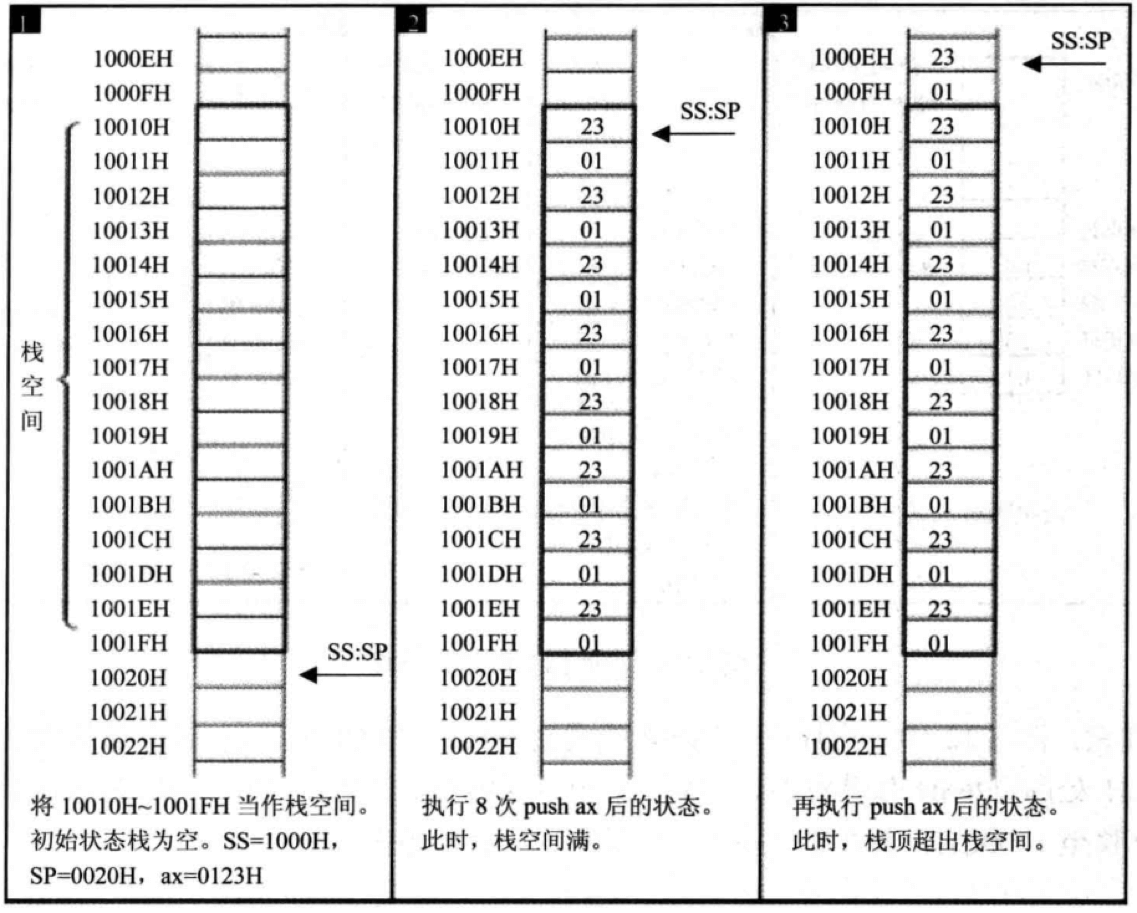 1
1000EH
1000FH
10010H
10011H
10012H
10013H
10014H
10015H
10016H
10017H
10018H
10019H
1001AH
1001BH
1001CH
1001DH
1001EH
1001FH
10020H
10021H
10022H
栈空间
SS:SP
将 10010H~1001FH 当作栈空间。
初始状态栈为空。SS=1000H，
SP=0020H，ax=0123H
2
1000EH
1000FH
10010H 23
10011H 01
10012H 23
10013H 01
10014H 23
10015H 01
10016H 23
10017H 01
10018H 23
10019H 01
1001AH 23
1001BH 01
1001CH 23
1001DH 01
1001EH 23
1001FH 01
10020H
10021H
10022H
SS:SP
执行 8 次 push ax 后的状态。
此时，栈空间满。
3
1000EH 23
1000FH 01
10010H 23
10011H 01
10012H 23
10013H 01
10014H 23
10015H 01
10016H 23
10017H 01
10018H 23
10019H 01
1001AH 23
1001BH 01
1001CH 23
1001DH 01
1001EH 23
1001FH 01
10020H
10021H
10022H
SS:SP
再执行 push ax 后的状态。
此时，栈顶超出栈空间。